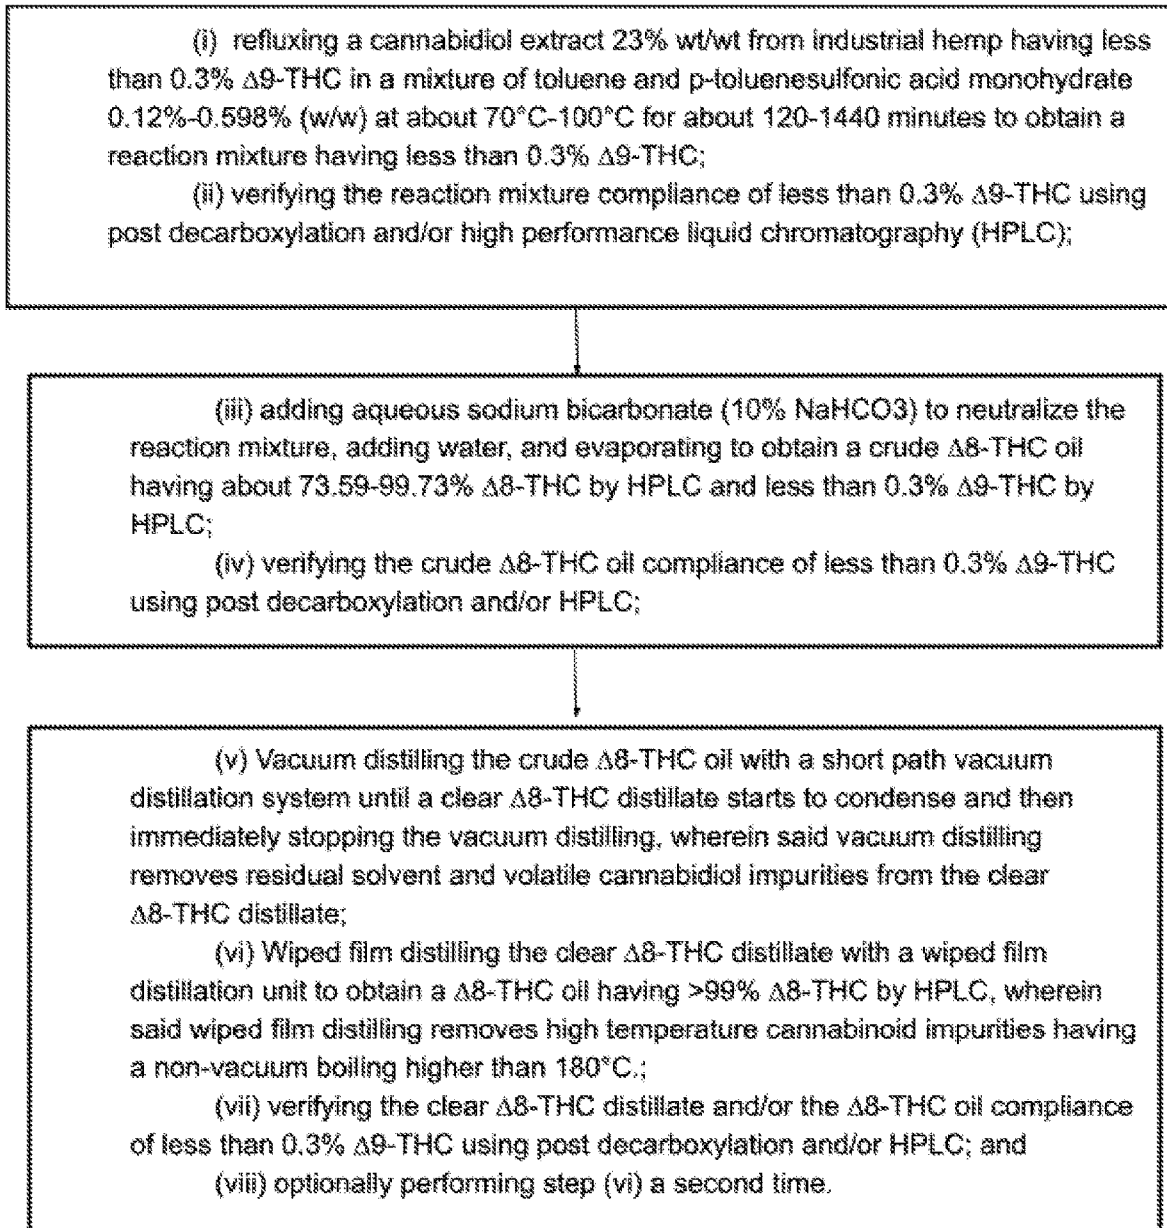 (i) refluxing a cannabidiol extract 23% wt/wt from industrial hemp having less
than 0.3% Δ9-THC in a mixture of toluene and p-toluenesulfonic acid monohydrate
0.12%-0.598% (w/w) at about 70°C-100°C for about 120-1440 minutes to obtain a
reaction mixture having less than 0.3% Δ9-THC;
(ii) verifying the reaction mixture compliance of less than 0.3% Δ9-THC using
post decarboxylation and/or high performance liquid chromatography (HPLC);
(iii) adding aqueous sodium bicarbonate (10% NaHCO3) to neutralize the
reaction mixture, adding water, and evaporating to obtain a crude Δ8-THC oil
having about 73.59-99.73% Δ8-THC by HPLC and less than 0.3% Δ9-THC by
HPLC;
(iv) verifying the crude Δ8-THC oil compliance of less than 0.3% Δ9-THC
using post decarboxylation and/or HPLC;
(v) Vacuum distilling the crude Δ8-THC oil with a short path vacuum
distillation system until a clear Δ8-THC distillate starts to condense and then
immediately stopping the vacuum distilling, wherein said vacuum distilling
removes residual solvent and volatile cannabidiol impurities from the clear
Δ8-THC distillate;
(vi) Wiped film distilling the clear Δ8-THC distillate with a wiped film
distillation unit to obtain a Δ8-THC oil having >99% Δ8-THC by HPLC, wherein
said wiped film distilling removes high temperature cannabinoid impurities having
a non-vacuum boiling higher than 180°C.;
(vii) verifying the clear Δ8-THC distillate and/or the Δ8-THC oil compliance
of less than 0.3% Δ9-THC using post decarboxylation and/or HPLC; and
(viii) optionally performing step (vi) a second time.